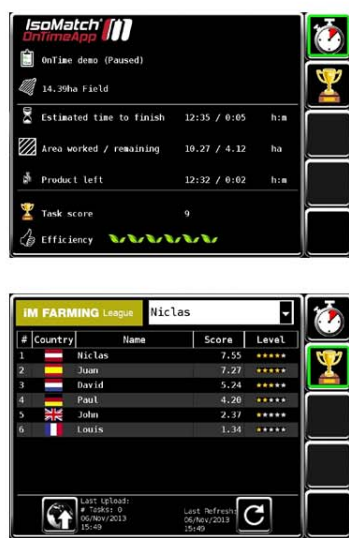 IsoMatch
OnTimeApp
OnTime demo (Paused)
14.39ha Field
Estimated time to finish 12:35 / 0:05 h:m
Area worked / remaining 10.27 / 4.12 ha
Product left 12:32 / 0:02 h:m
Task score 9
Efficiency
iM FARMING League Niclas
# Country Name Score Level
1 Niclas 7.55
2 Juan 7.27
3 David 5.24
4 Paul 4.20
5 John 2.37
6 Louis 1.34
Last Upload:
# Tasks: 0
06/Nov/2013
15:49
Last Refresh:
06/Nov/2013
15:49